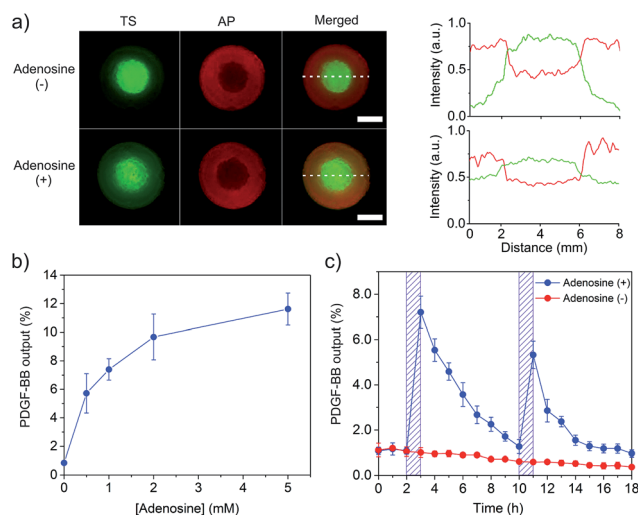 a)
TS
AP
Merged
Adenosine
(-)
Adenosine
(+)
Intensity (a.u.)
1.0
0.5
0
Intensity (a.u.)
1.0
0.5
0
0
2
4
6
8
Distance (mm)
b)
PDGF-BB output (%)
14
12
10
8
6
4
2
0
0
1
2
3
4
5
[Adenosine] (mM)
c)
PDGF-BB output (%)
8.0
6.0
4.0
2.0
0
Adenosine (+)
Adenosine (-)
0
2
4
6
8
10
12
14
16
18
Time (h)